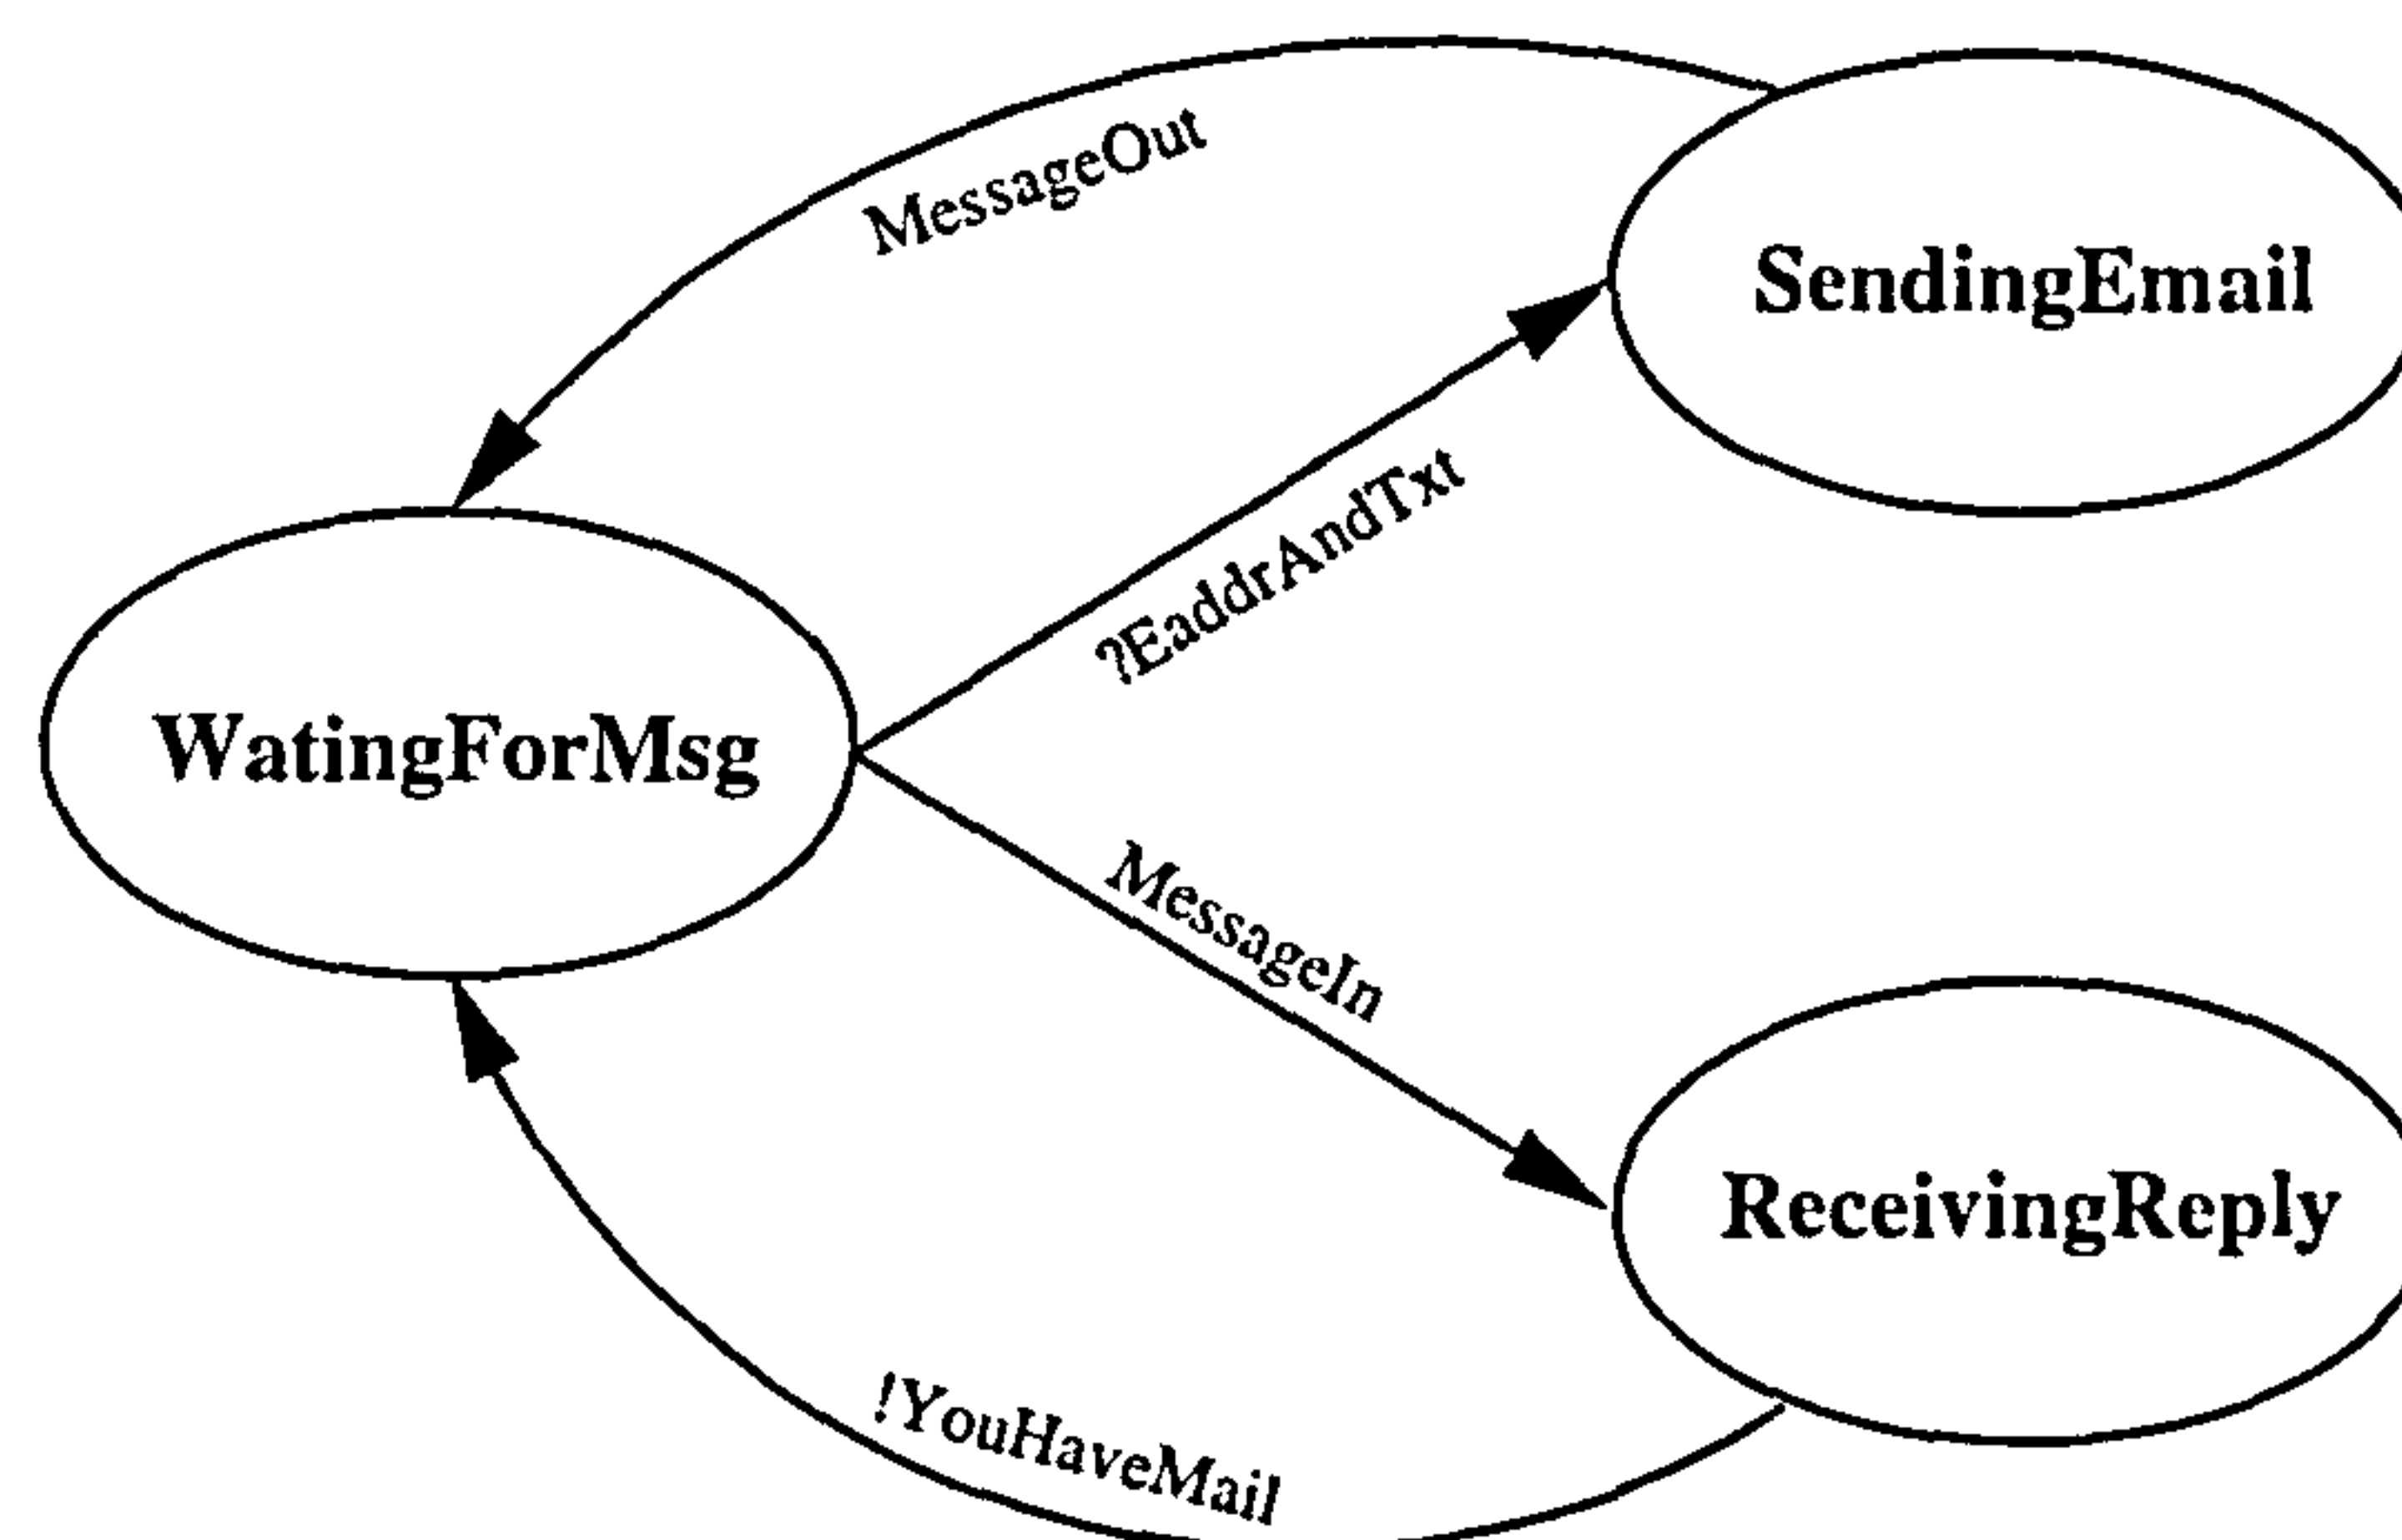 MessageOut
SendingEmail
?EaddrAndTxt
WatingForMsg
MessageIn
ReceivingReply
!YouHaveMail